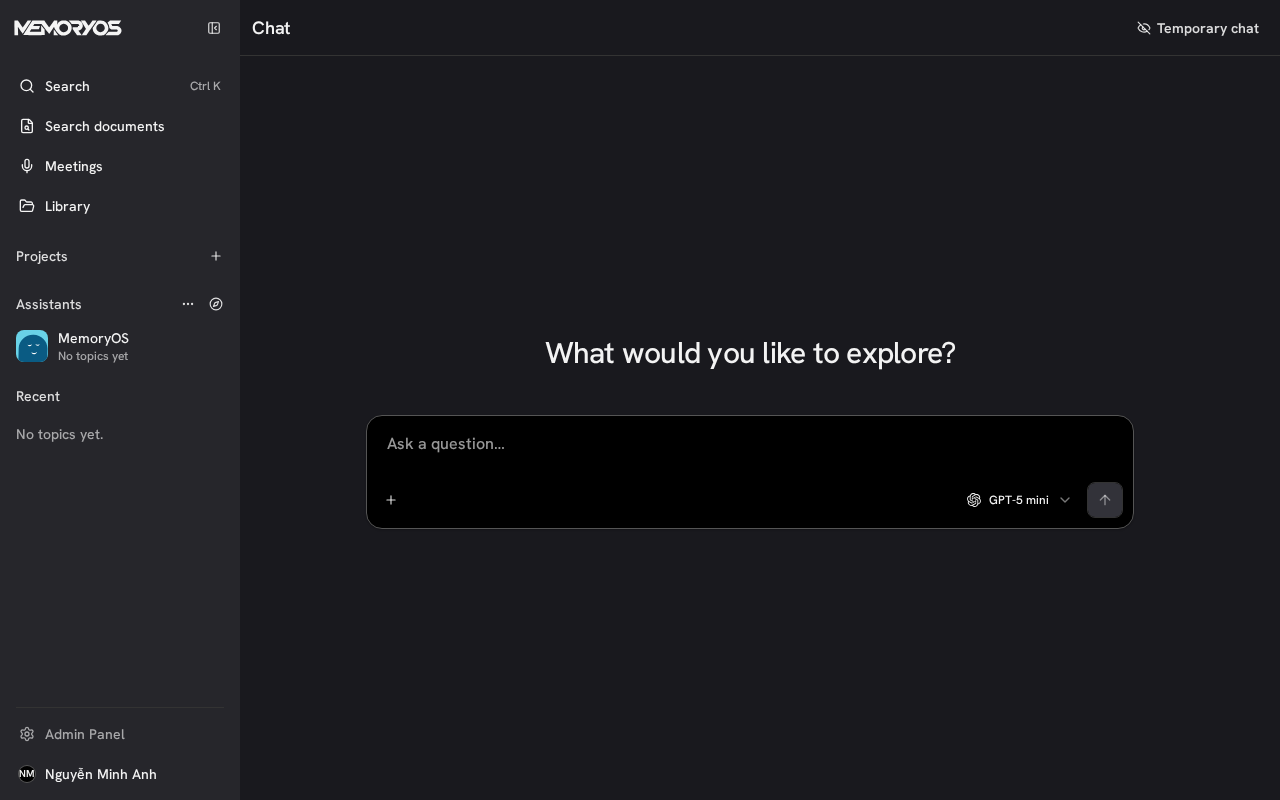 MEMORYOS
Chat
Temporary chat
Search
Ctrl K
Search documents
Meetings
Library
Projects
Assistants
MemoryOS
No topics yet
Recent
No topics yet.
What would you like to explore?
Ask a question...
GPT-5 mini
Admin Panel
NM
Nguyễn Minh Anh